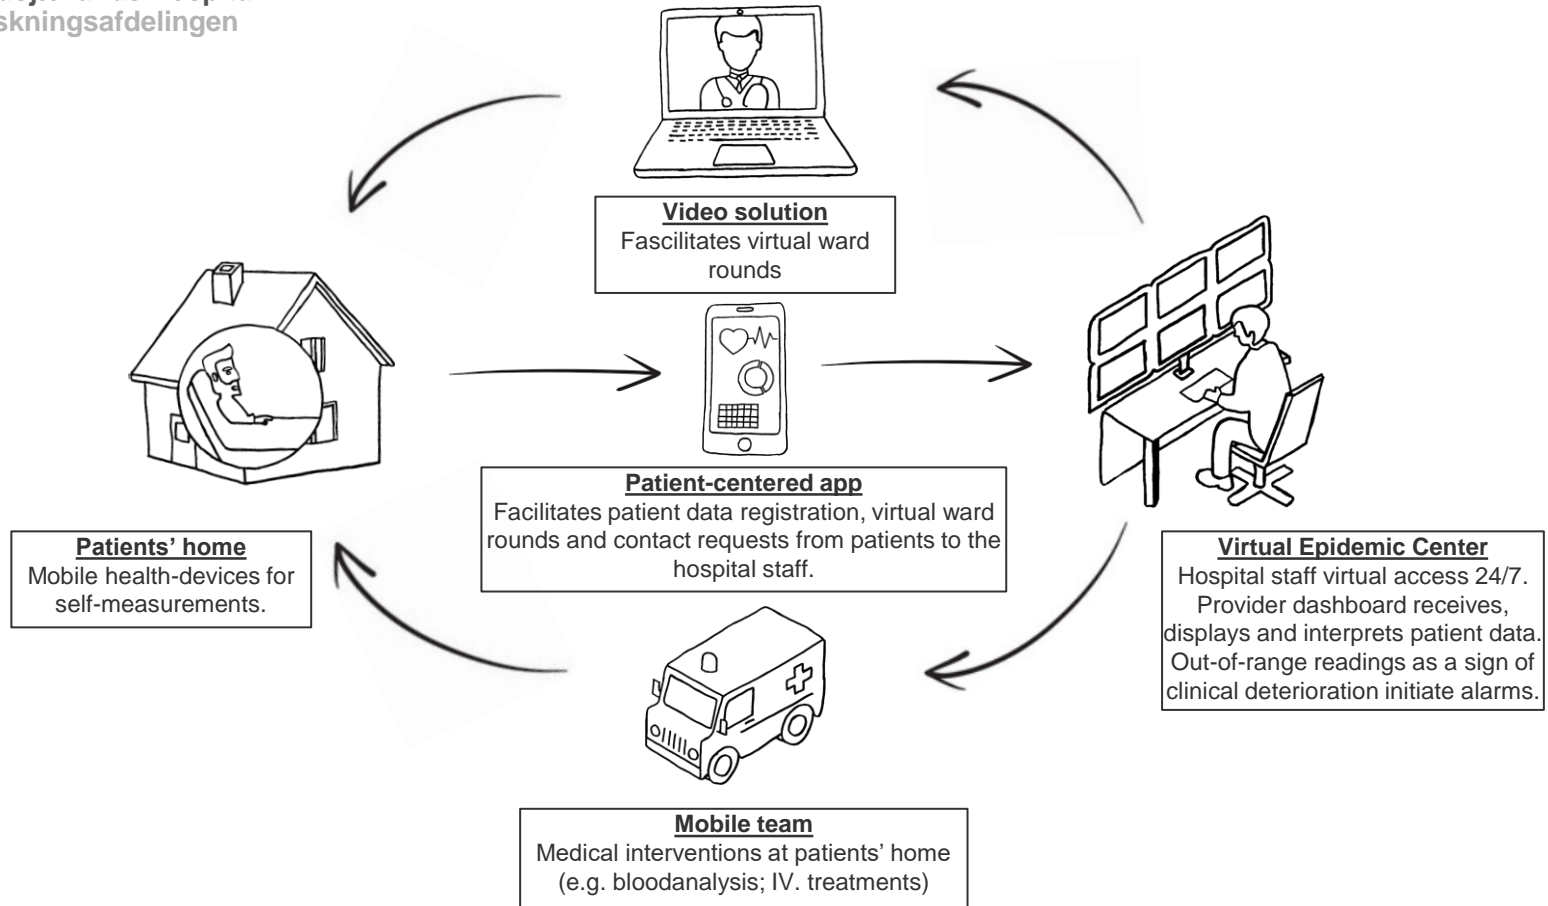 skningsafdelingen
Video solution
Fascilitates virtual ward
rounds
Patient-centered app
Facilitates patient data registration, virtual ward
rounds and contact requests from patients to the
hospital staff.
Patients’ home
Mobile health-devices for
self-measurements.
Virtual Epidemic Center
Hospital staff virtual access 24/7.
Provider dashboard receives,
displays and interprets patient data.
Out-of-range readings as a sign of
clinical deterioration initiate alarms.
Mobile team
Medical interventions at patients’ home
(e.g. bloodanalysis; IV. treatments)